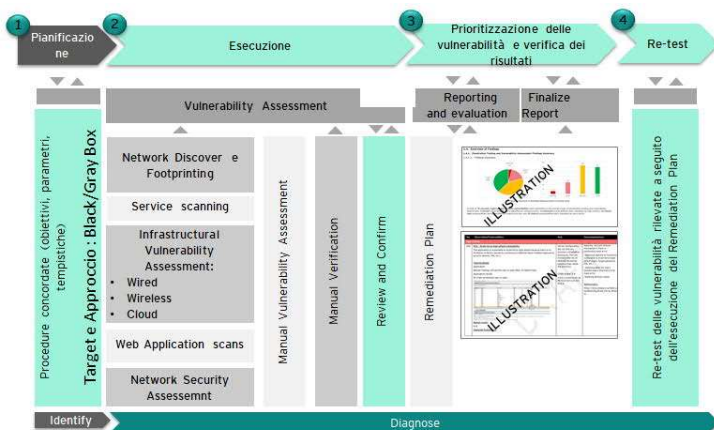 1
Pianificazio
ne
2
Esecuzione
3
Prioritizzazione delle
vulnerabilità e verifica dei
risultati
4
Re-test
Vulnerability Assessment
Reporting
and evaluation
Finalize
Report
Procedure concordate (obiettivi, parametri,
tempistiche)
Target e Approccio : Black/Gray Box
Network Discover e
Footprinting
Service scanning
Infrastructural
Vulnerability
Assessment:
• Wired
• Wireless
• Cloud
Web Application scans
Network Security
Assessemnt
Manual Vulnerability Assessment
Manual Verification
Review and Confirm
Remediation Plan
ILLUSTRATION
ILLUSTRATION
Re-test delle vulnerabilità rilevate a seguito
dell'esecuzione del Remediation Plan
Identify
Diagnose